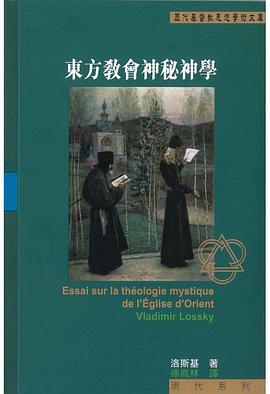 歷代基督教思想學術文庫
東方敎會神秘神學
Essai sur la théologie mystique
de l'Église d'Orient
Vladimir Lossky
洛斯基 著
徐鳳林 譯
現代系列